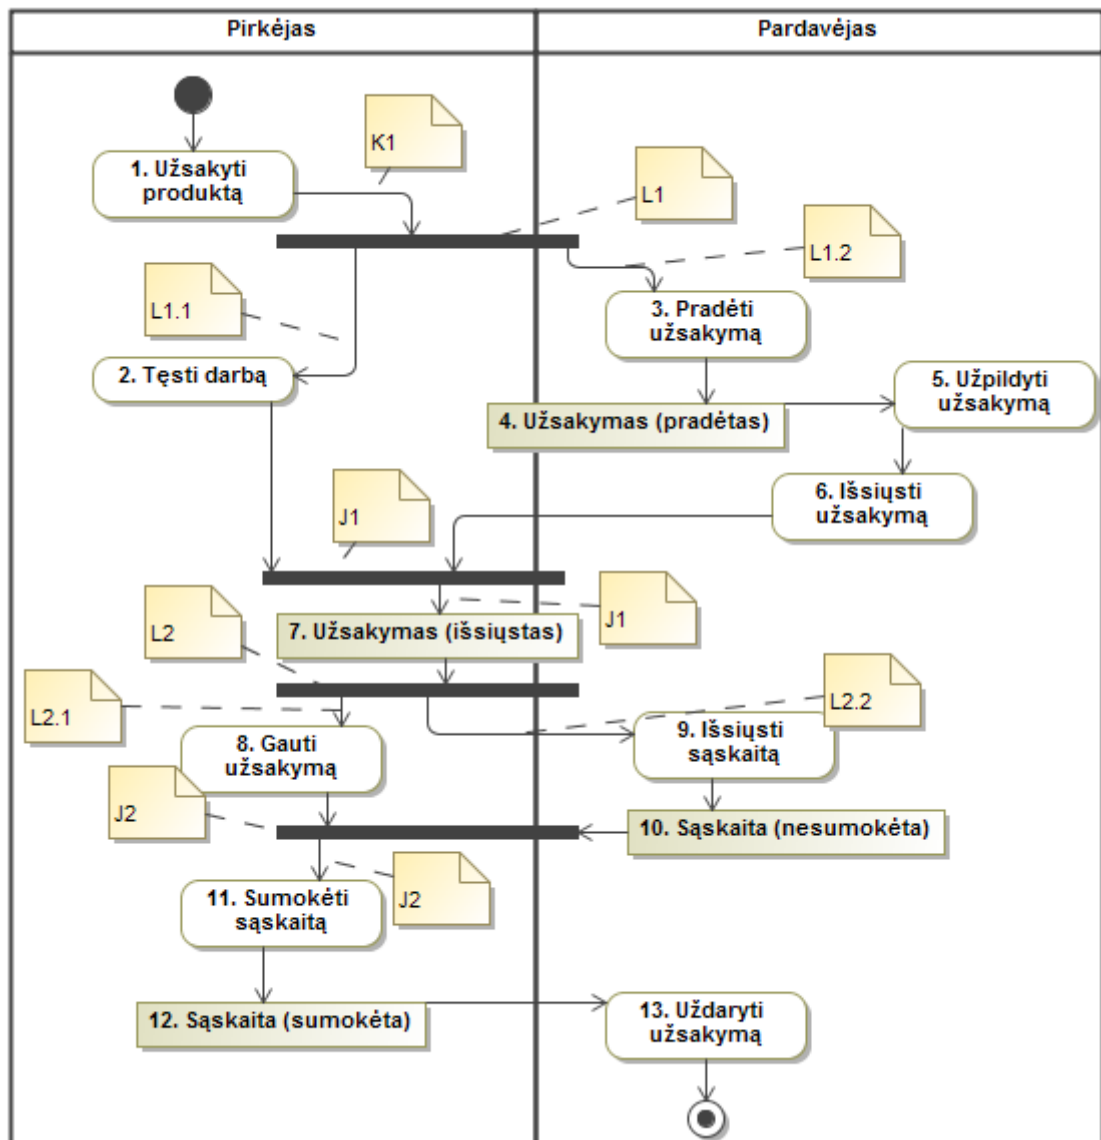 Pirkėjas
Pardavėjas
K1
1. Užsakyti
produktą
L1
L1.2
L1.1
3. Pradėti
užsakymą
2. Tęsti darbą
5. Užpildyti
užsakymą
4. Užsakymas (pradėtas)
6. Išsiųsti
užsakymą
J1
J1
7. Užsakymas (išsiųstas)
L2
L2.1
L2.2
8. Gauti
užsakymą
9. Išsiųsti
sąskaitą
J2
10. Sąskaita (nesumokėta)
11. Sumokėti
sąskaitą
J2
12. Sąskaita (sumokėta)
13. Uždaryti
užsakymą